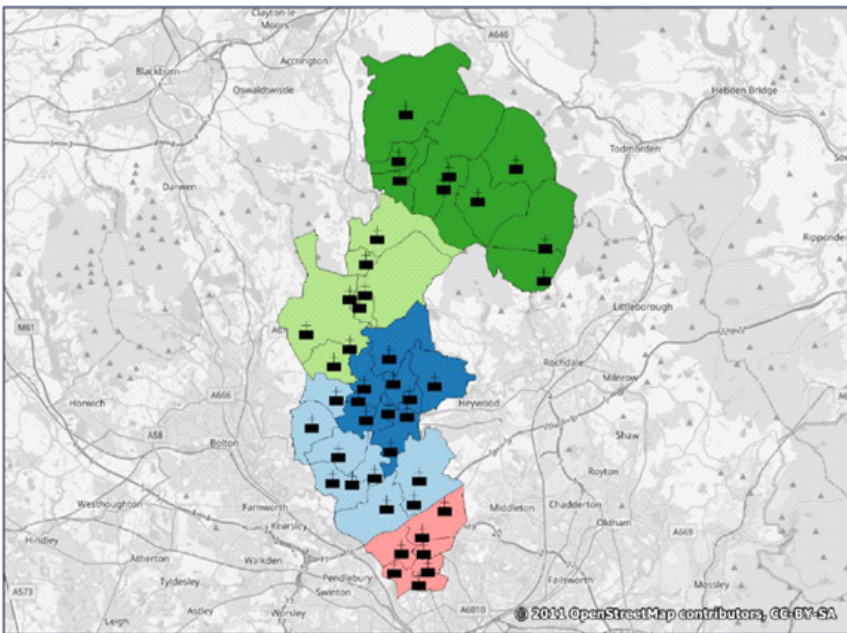 Clayton le
Moors
A646
Accrington
Blackburn
Oswaldtwistle
Hebden Bridge
Todmorden
Darwen
Ripponden
Littleborough
M61
Rochdale
Milnrow
A666
Horwich
Heywood
A58
Shaw
Bolton
Royton
Westhoughton
Farnworth
Middleton
Chadderton
Kearsley
Oldham
A669
Hindley
Atherton
Walkden
Pendlebury
Tyldesley
Swinton
Failsworth
Mossley
A573
Astley
Worsley
A6010
Leigh
© 2011 OpenStreetMap contributors, CC-BY-SA